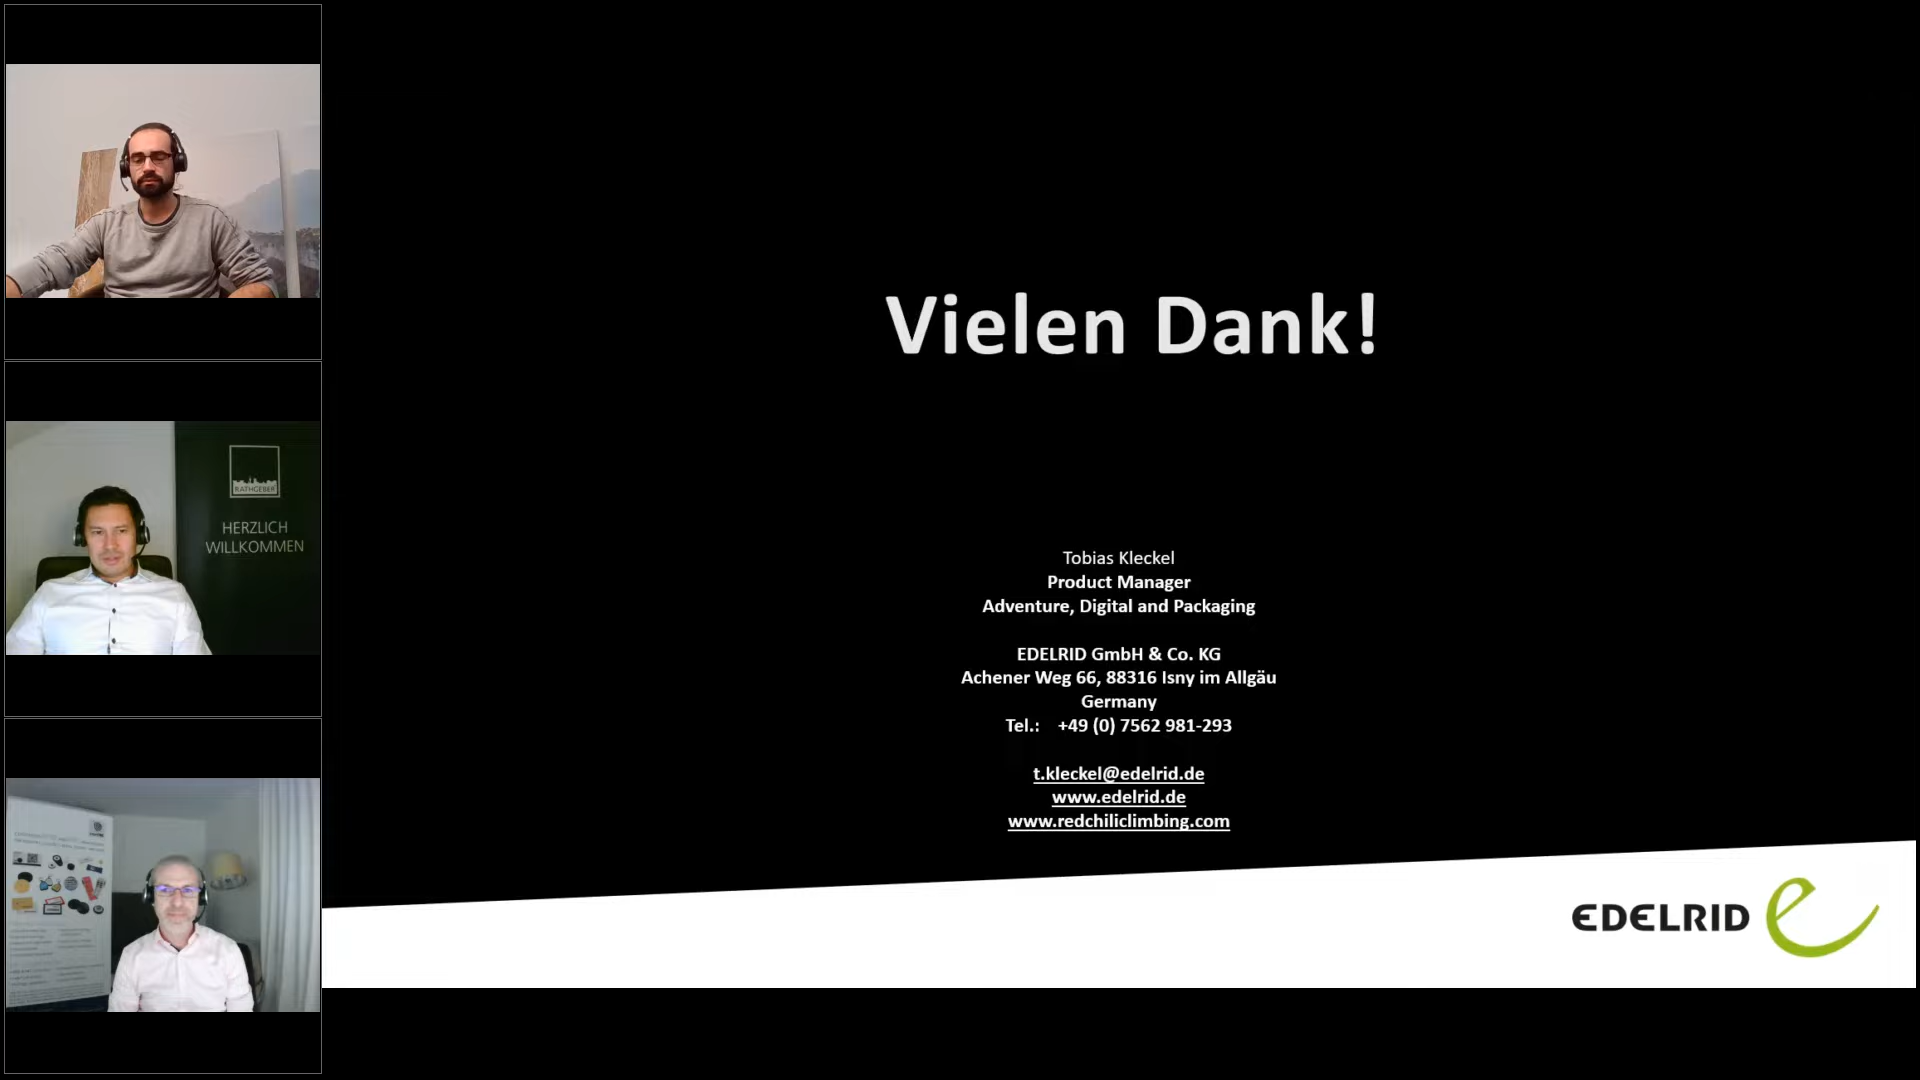 RATHGEBER
HERZLICH
WILLKOMMEN
Vielen Dank!
Tobias Kleckel
Product Manager
Adventure, Digital and Packaging
EDELRID GmbH & Co. KG
Achener Weg 66, 88316 Isny im Allgäu
Germany
Tel.: +49 (0) 7562 981-293
t.kleckel@edelrid.de
www.edelrid.de
www.redchiliclimbing.com
EDELRID